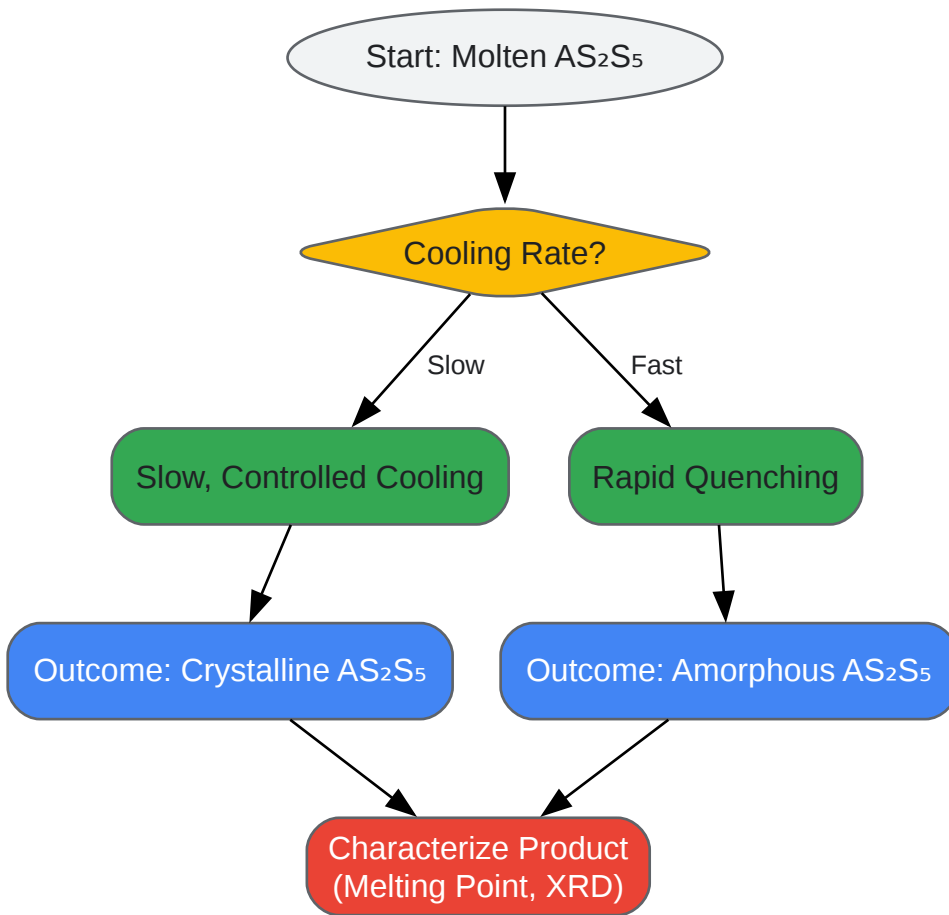 Start: Molten AS₂S₅
Cooling Rate?
Slow
Fast
Slow, Controlled Cooling
Rapid Quenching
Outcome: Crystalline AS₂S₅
Outcome: Amorphous AS₂S₅
Characterize Product
(Melting Point, XRD)